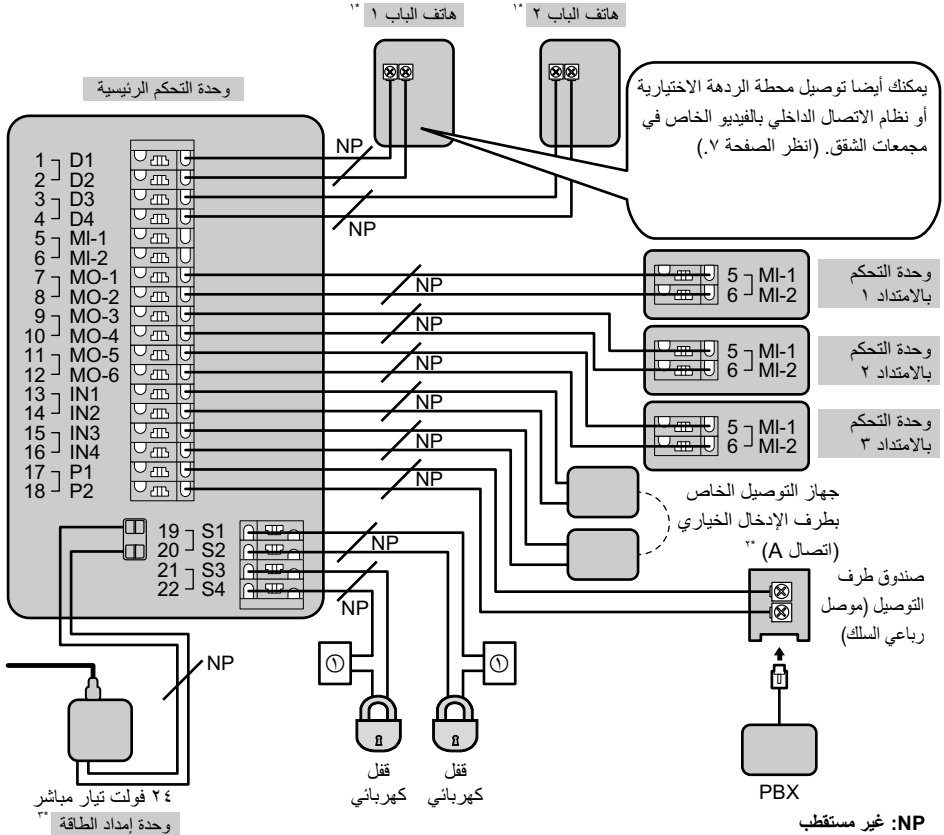 هاتف الباب ١ *١
هاتف الباب ٢ *١
وحدة التحكم الرئيسية
يمكنك أيضا توصيل محطة الردهة الاختيارية
أو نظام الاتصال الداخلي بالفيديو الخاص في
مجمعات الشقق. (انظر الصفحة ٧.)
NP
NP
1 D1
2 D2
3 D3
4 D4
5 MI-1
6 MI-2
7 MO-1
8 MO-2
9 MO-3
10 MO-4
11 MO-5
12 MO-6
13 IN1
14 IN2
15 IN3
16 IN4
17 P1
18 P2
19 S1
20 S2
21 S3
22 S4
NP
NP
NP
NP
NP
NP
NP
NP
NP
5 MI-1
6 MI-2
وحدة التحكم
بالامتداد ١
5 MI-1
6 MI-2
وحدة التحكم
بالامتداد ٢
5 MI-1
6 MI-2
وحدة التحكم
بالامتداد ٣
جهاز التوصيل الخاص
بطرف الإدخال الخياري
(اتصال A) *٢
صندوق طرف
التوصيل (موصل
رباعي السلك)
PBX
١
١
قفل
كهربائي
قفل
كهربائي
٢٤ فولت تيار مباشر
وحدة إمداد الطاقة *٣
NP: غير مستقطب